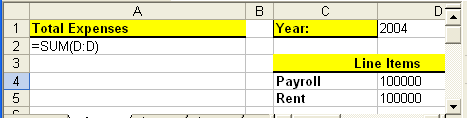 A B C D
1 Total Expenses Year: 2004
2 =SUM(D:D)
3 Line Items
4 Payroll 100000
5 Rent 100000